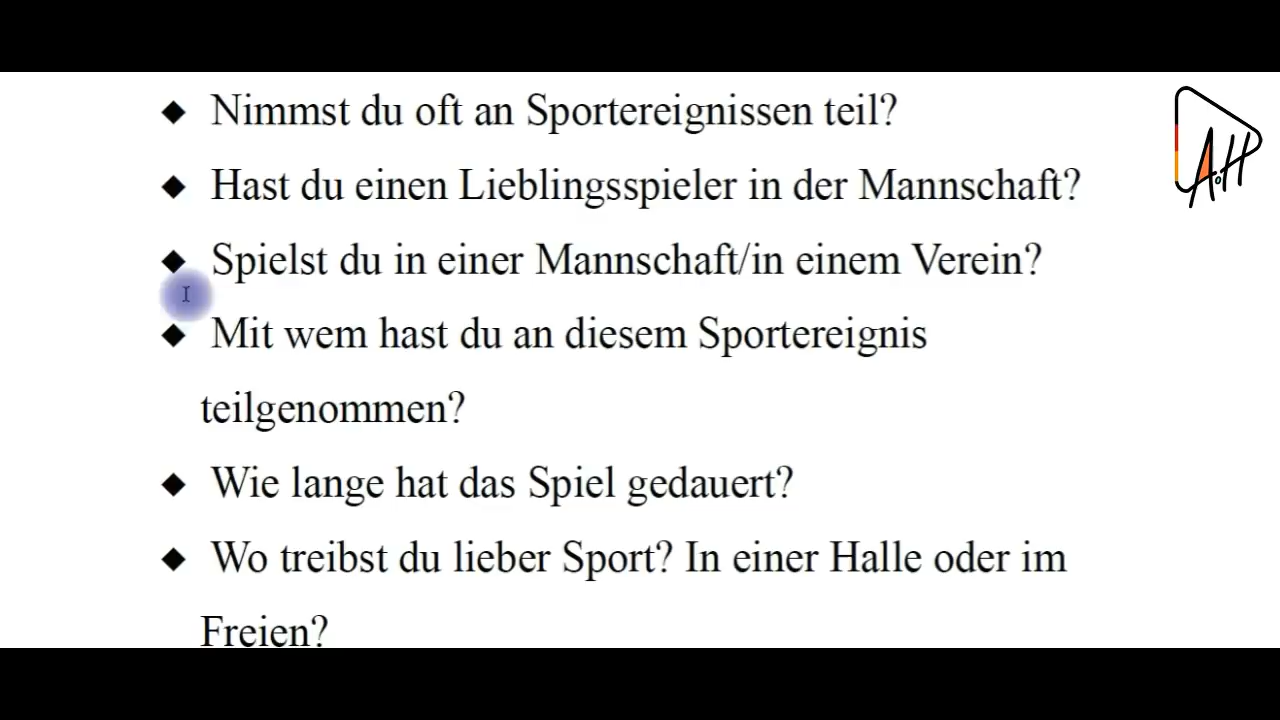 ◆ Nimmst du oft an Sportereignissen teil?
◆ Hast du einen Lieblingsspieler in der Mannschaft?
◆ Spielst du in einer Mannschaft/in einem Verein?
◆ Mit wem hast du an diesem Sportereignis
teilgenommen?
◆ Wie lange hat das Spiel gedauert?
◆ Wo treibst du lieber Sport? In einer Halle oder im
Freien?
A.H